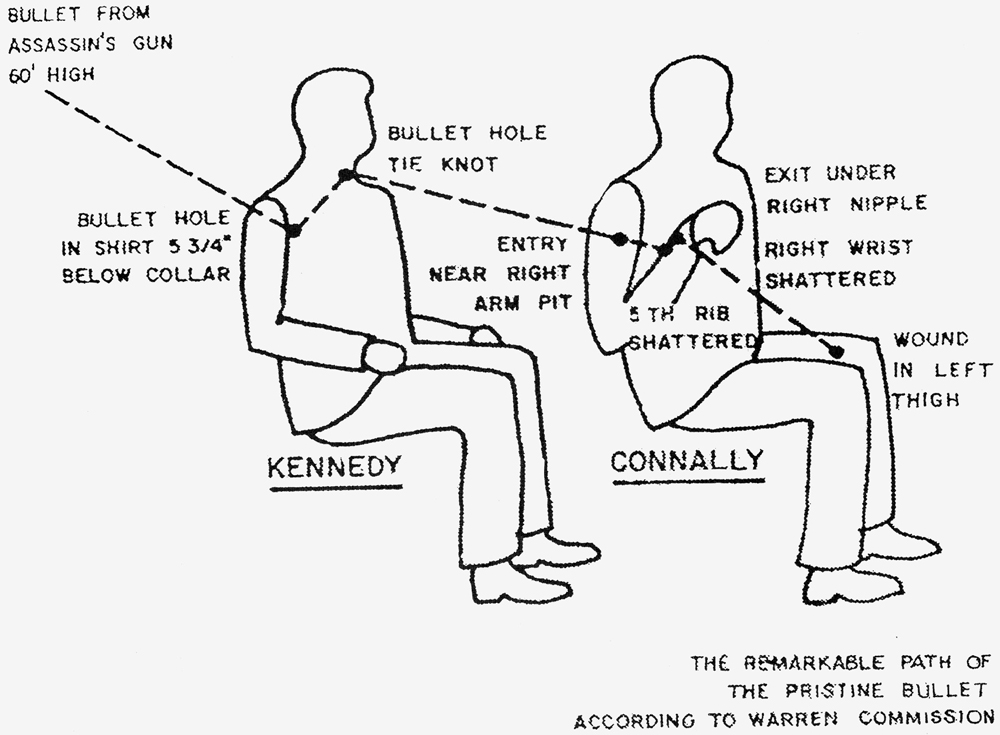 BULLET FROM
ASSASSIN'S GUN
60' HIGH
BULLET HOLE
TIE KNOT
BULLET HOLE
IN SHIRT 5 3/4"
BELOW COLLAR
ENTRY
NEAR RIGHT
ARM PIT
EXIT UNDER
RIGHT NIPPLE
RIGHT WRIST
SHATTERED
5TH RIB
SHATTERED
WOUND
IN LEFT
THIGH
KENNEDY
CONNALLY
THE REMARKABLE PATH OF
THE PRISTINE BULLET
ACCORDING TO WARREN COMMISSION